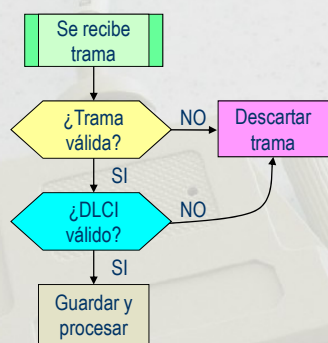 Se recibe
trama
¿Trama
válida?
NO
Descartar
trama
SI
¿DLCI
válido?
NO
SI
Guardar y
procesar